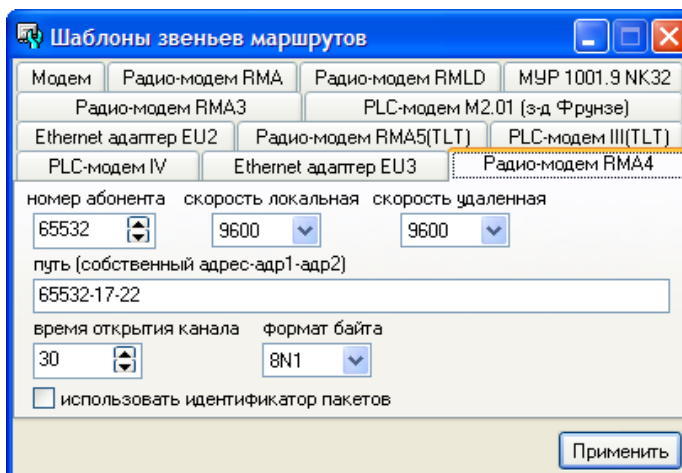 Шаблоны звеньев маршрутов
Модем Радио-модем RMA Радио-модем RMLD МУР 1001.9 NK32
Радио-модем RMA3 PLC-модем M2.01 (з-д Фрунзе)
Ethernet адаптер EU2 Радио-модем RMA5(TLT) PLC-модем III(TLT)
PLC-модем IV Ethernet адаптер EU3 Радио-модем RMA4
номер абонента скорость локальная скорость удаленная
65532 9600 9600
путь (собственный адрес-адр1-адр2)
65532-17-22
время открытия канала формат байта
30 8N1
использовать идентификатор пакетов
Применить